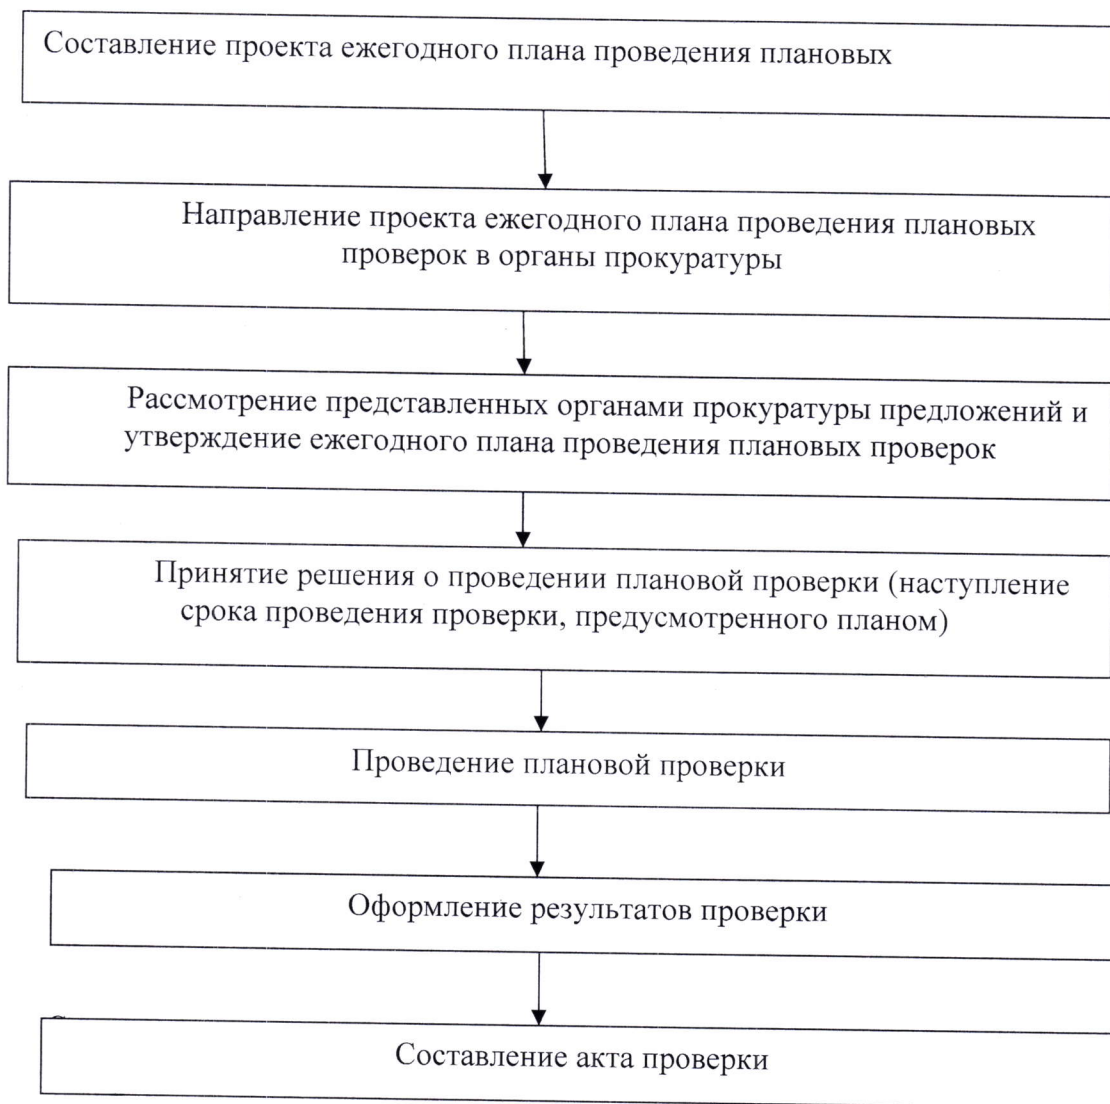 Составление проекта ежегодного плана проведения плановых
Направление проекта ежегодного плана проведения плановых
проверок в органы прокуратуры
Рассмотрение представленных органами прокуратуры предложений и
утверждение ежегодного плана проведения плановых проверок
Принятие решения о проведении плановой проверки (наступление
срока проведения проверки, предусмотренного планом)
Проведение плановой проверки
Оформление результатов проверки
Составление акта проверки